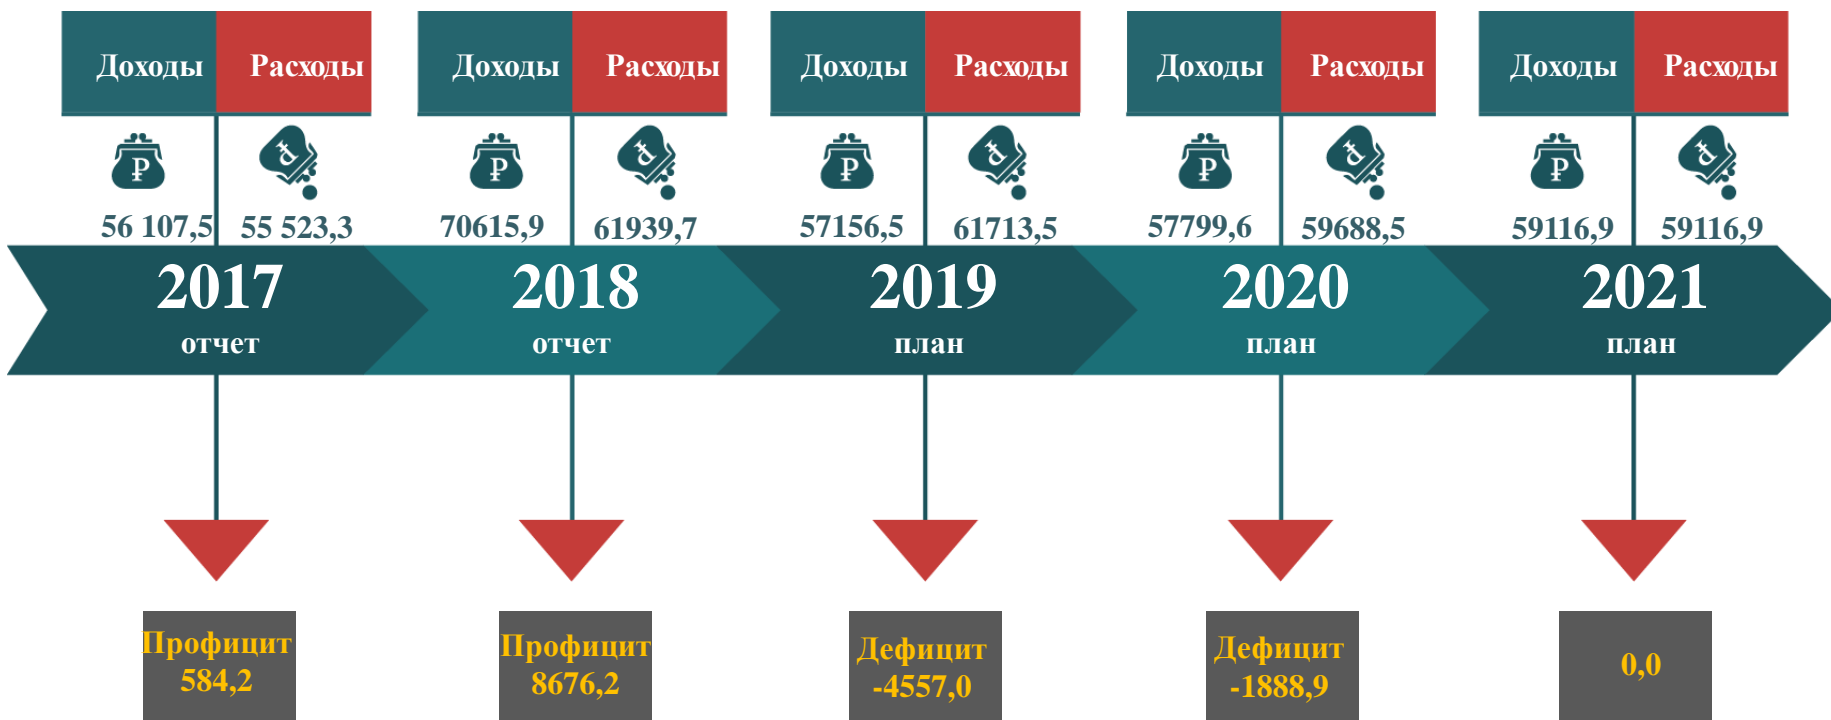 Доходы Расходы Доходы Расходы Доходы Расходы Доходы Расходы Доходы Расходы
56 107,5 55 523,3 70615,9 61939,7 57156,5 61713,5 57799,6 59688,5 59116,9 59116,9
2017 2018 2019 2020 2021
отчет отчет план план план
Профицит Профицит Дефицит Дефицит
584,2 8676,2 -4557,0 -1888,9 0,0